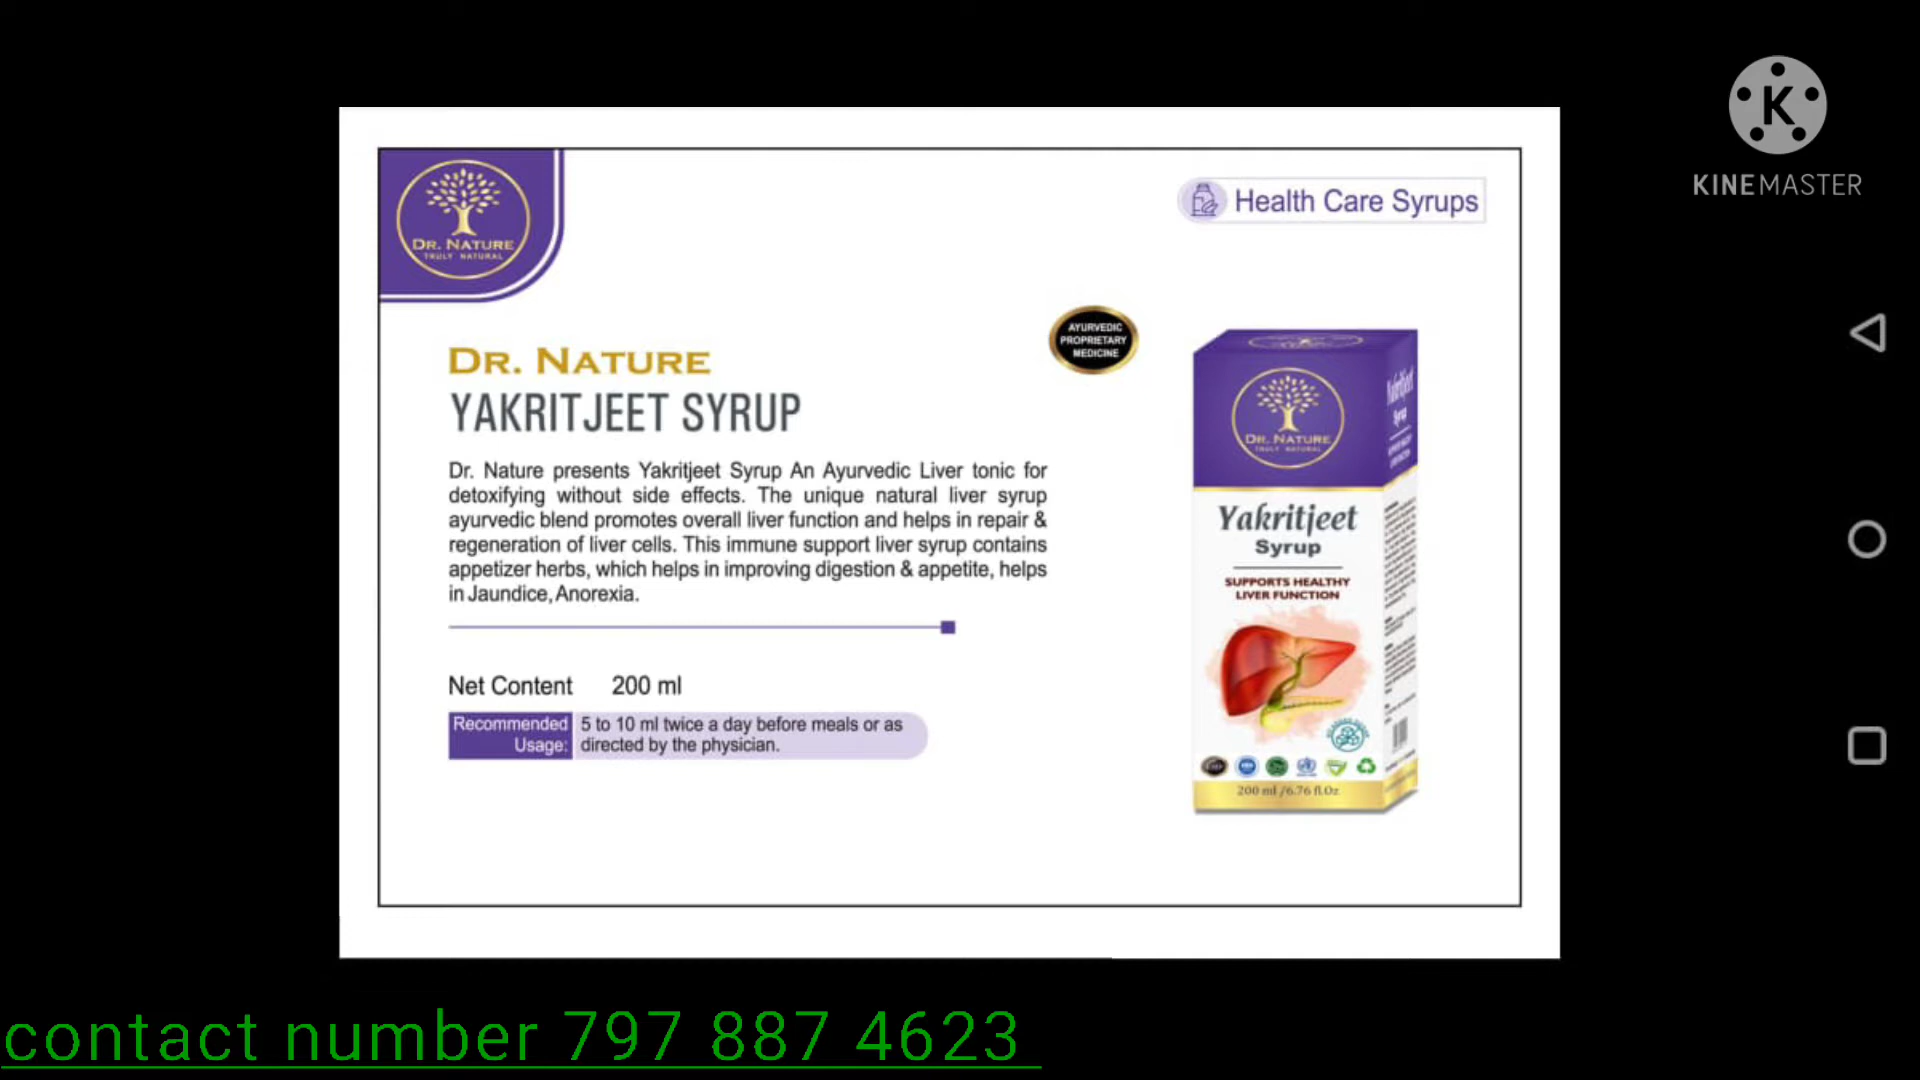 KINEMASTER
DR. NATURE
TRULY NATURAL
Health Care Syrups
AYURVEDIC
PROPRIETARY
MEDICINE
DR. NATURE
YAKRITJEET SYRUP
Dr. Nature presents Yakritjeet Syrup An Ayurvedic Liver tonic for
detoxifying without side effects. The unique natural liver syrup
ayurvedic blend promotes overall liver function and helps in repair &
regeneration of liver cells. This immune support liver syrup contains
appetizer herbs, which helps in improving digestion & appetite, helps
in Jaundice, Anorexia.
Net Content 200 ml
Recommended Usage: 5 to 10 ml twice a day before meals or as
directed by the physician.
DR. NATURE
TRULY NATURAL
Yakritjeet
Syrup
SUPPORTS HEALTHY
LIVER FUNCTION
200 ml /6.76 fl.Oz
Yakritjeet
Syrup
contact number 797 887 4623